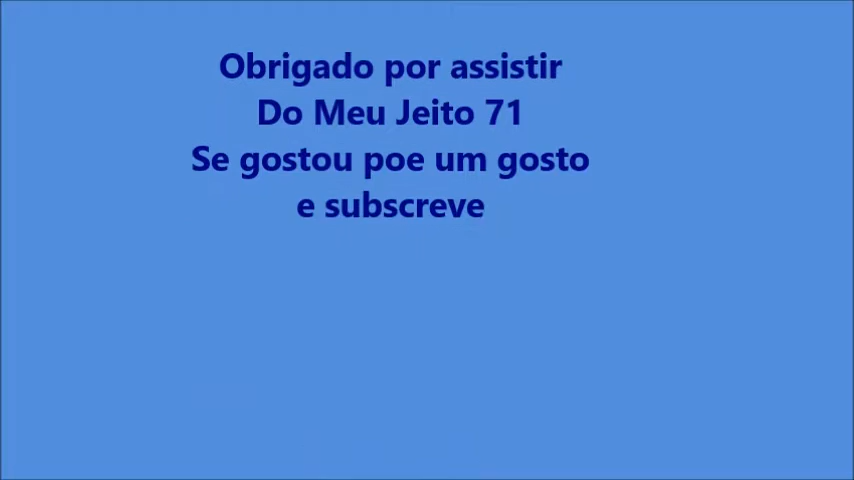 Obrigado por assistir
Do Meu Jeito 71
Se gostou poe um gosto
e subscreve